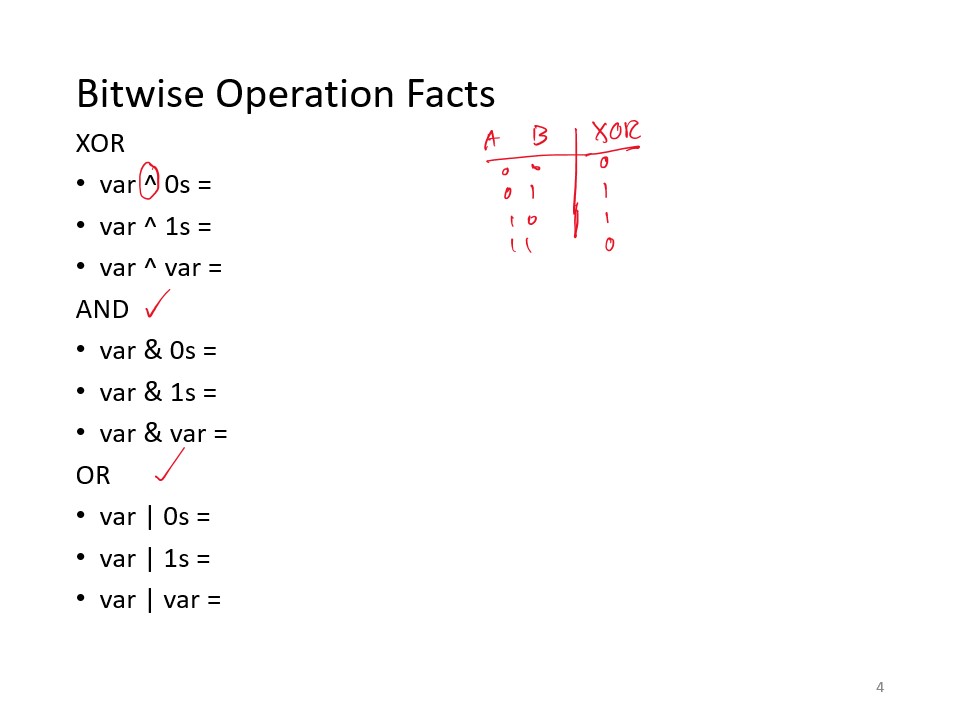 Bitwise Operation Facts
XOR
• var ^ 0s =
• var ^ 1s =
• var ^ var =
AND ✓
• var & 0s =
• var & 1s =
• var & var =
OR ✓
• var | 0s =
• var | 1s =
• var | var =
A B XOR
0 0 0
0 1 1
1 0 1
1 1 0
4